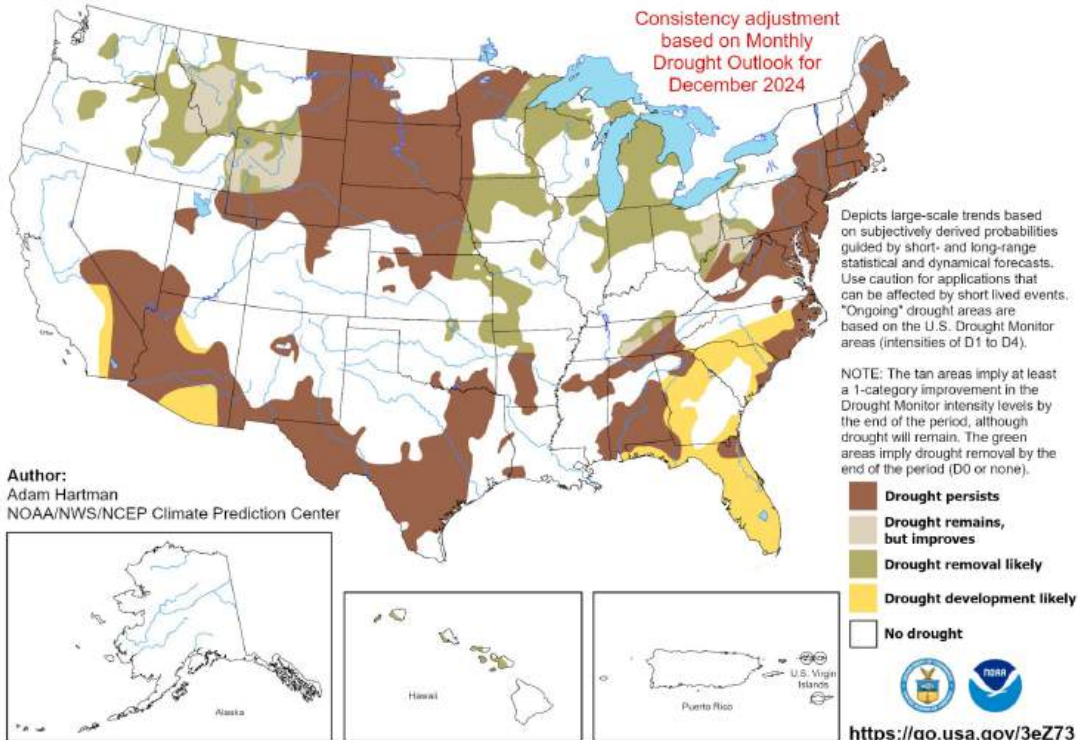 Consistency adjustment
based on Monthly
Drought Outlook for
December 2024
Depicts large-scale trends based
on subjectively derived probabilities
guided by short- and long-range
statistical and dynamical forecasts.
Use caution for applications that
can be affected by short lived events.
"Ongoing" drought areas are
based on the U.S. Drought Monitor
areas (intensities of D1 to D4).
NOTE: The tan areas imply at least
a 1-category improvement in the
Drought Monitor intensity levels by
the end of the period, although
drought will remain. The green
areas imply drought removal by the
end of the period (D0 or none).
Author:
Adam Hartman
NOAA/NWS/NCEP Climate Prediction Center
Drought persists
Drought remains,
but improves
Drought removal likely
Drought development likely
No drought
Alaska
Hawaii
Puerto Rico
U.S. Virgin
Islands
NOAA
https://go.usa.gov/3eZ73